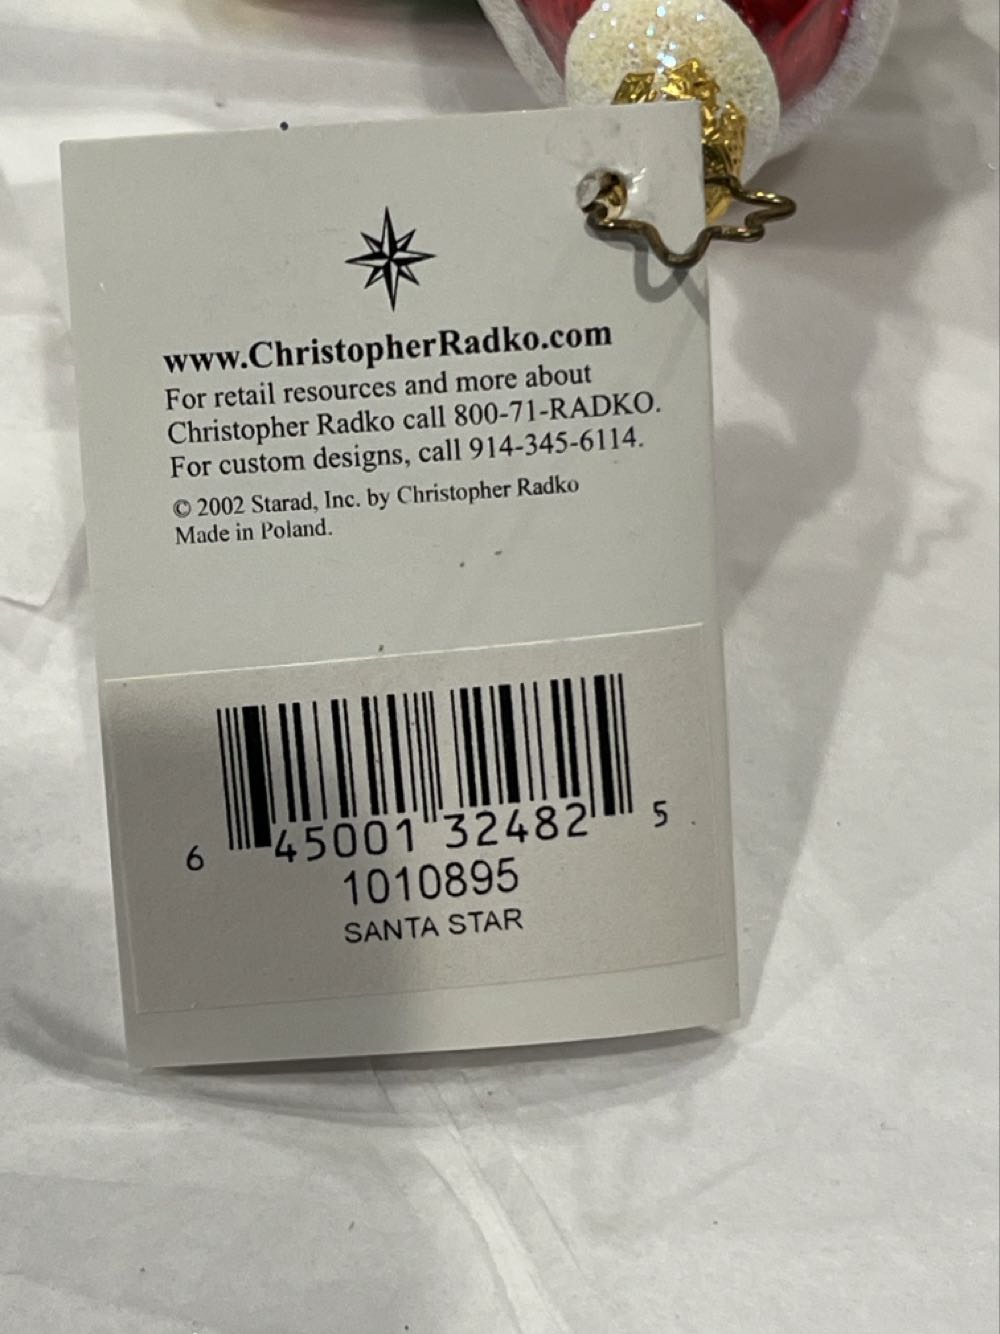 www.ChristopherRadko.com
For retail resources and more about
Christopher Radko call 800-71-RADKO.
For custom designs, call 914-345-6114.
© 2002 Starad, Inc. by Christopher Radko
Made in Poland.
6 45001 32482 5
1010895
SANTA STAR